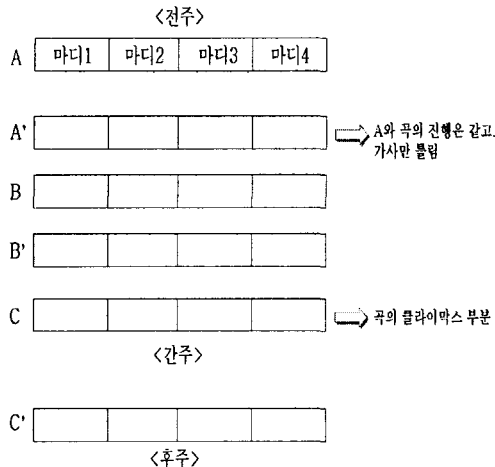 <전주>
A 마디1 마디2 마디3 마디4
A' A와 곡의 진행은 같고,
가사만 틀림
B
B'
C 곡의 클라이막스 부분
<간주>
C'
<후주>